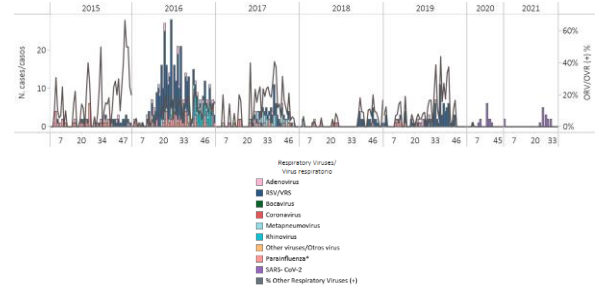 2015 2016 2017 2018 2019 2020 2021
N. cases/casos
20
10
0
60%
40%
20%
0%
ORV/OVR (+) %
7 20 34 47 7 20 33 46 7 20 33 46 7 20 33 46 7 20 33 46 7 45 7 20 33
Respiratory Viruses/
Virus respiratorio
Adenovirus
RSV/VRS
Bocavirus
Coronavirus
Metapneumovirus
Rhinovirus
Other viruses/Otros virus
Parainfluenza*
SARS- CoV-2
% Other Respiratory Viruses (+)